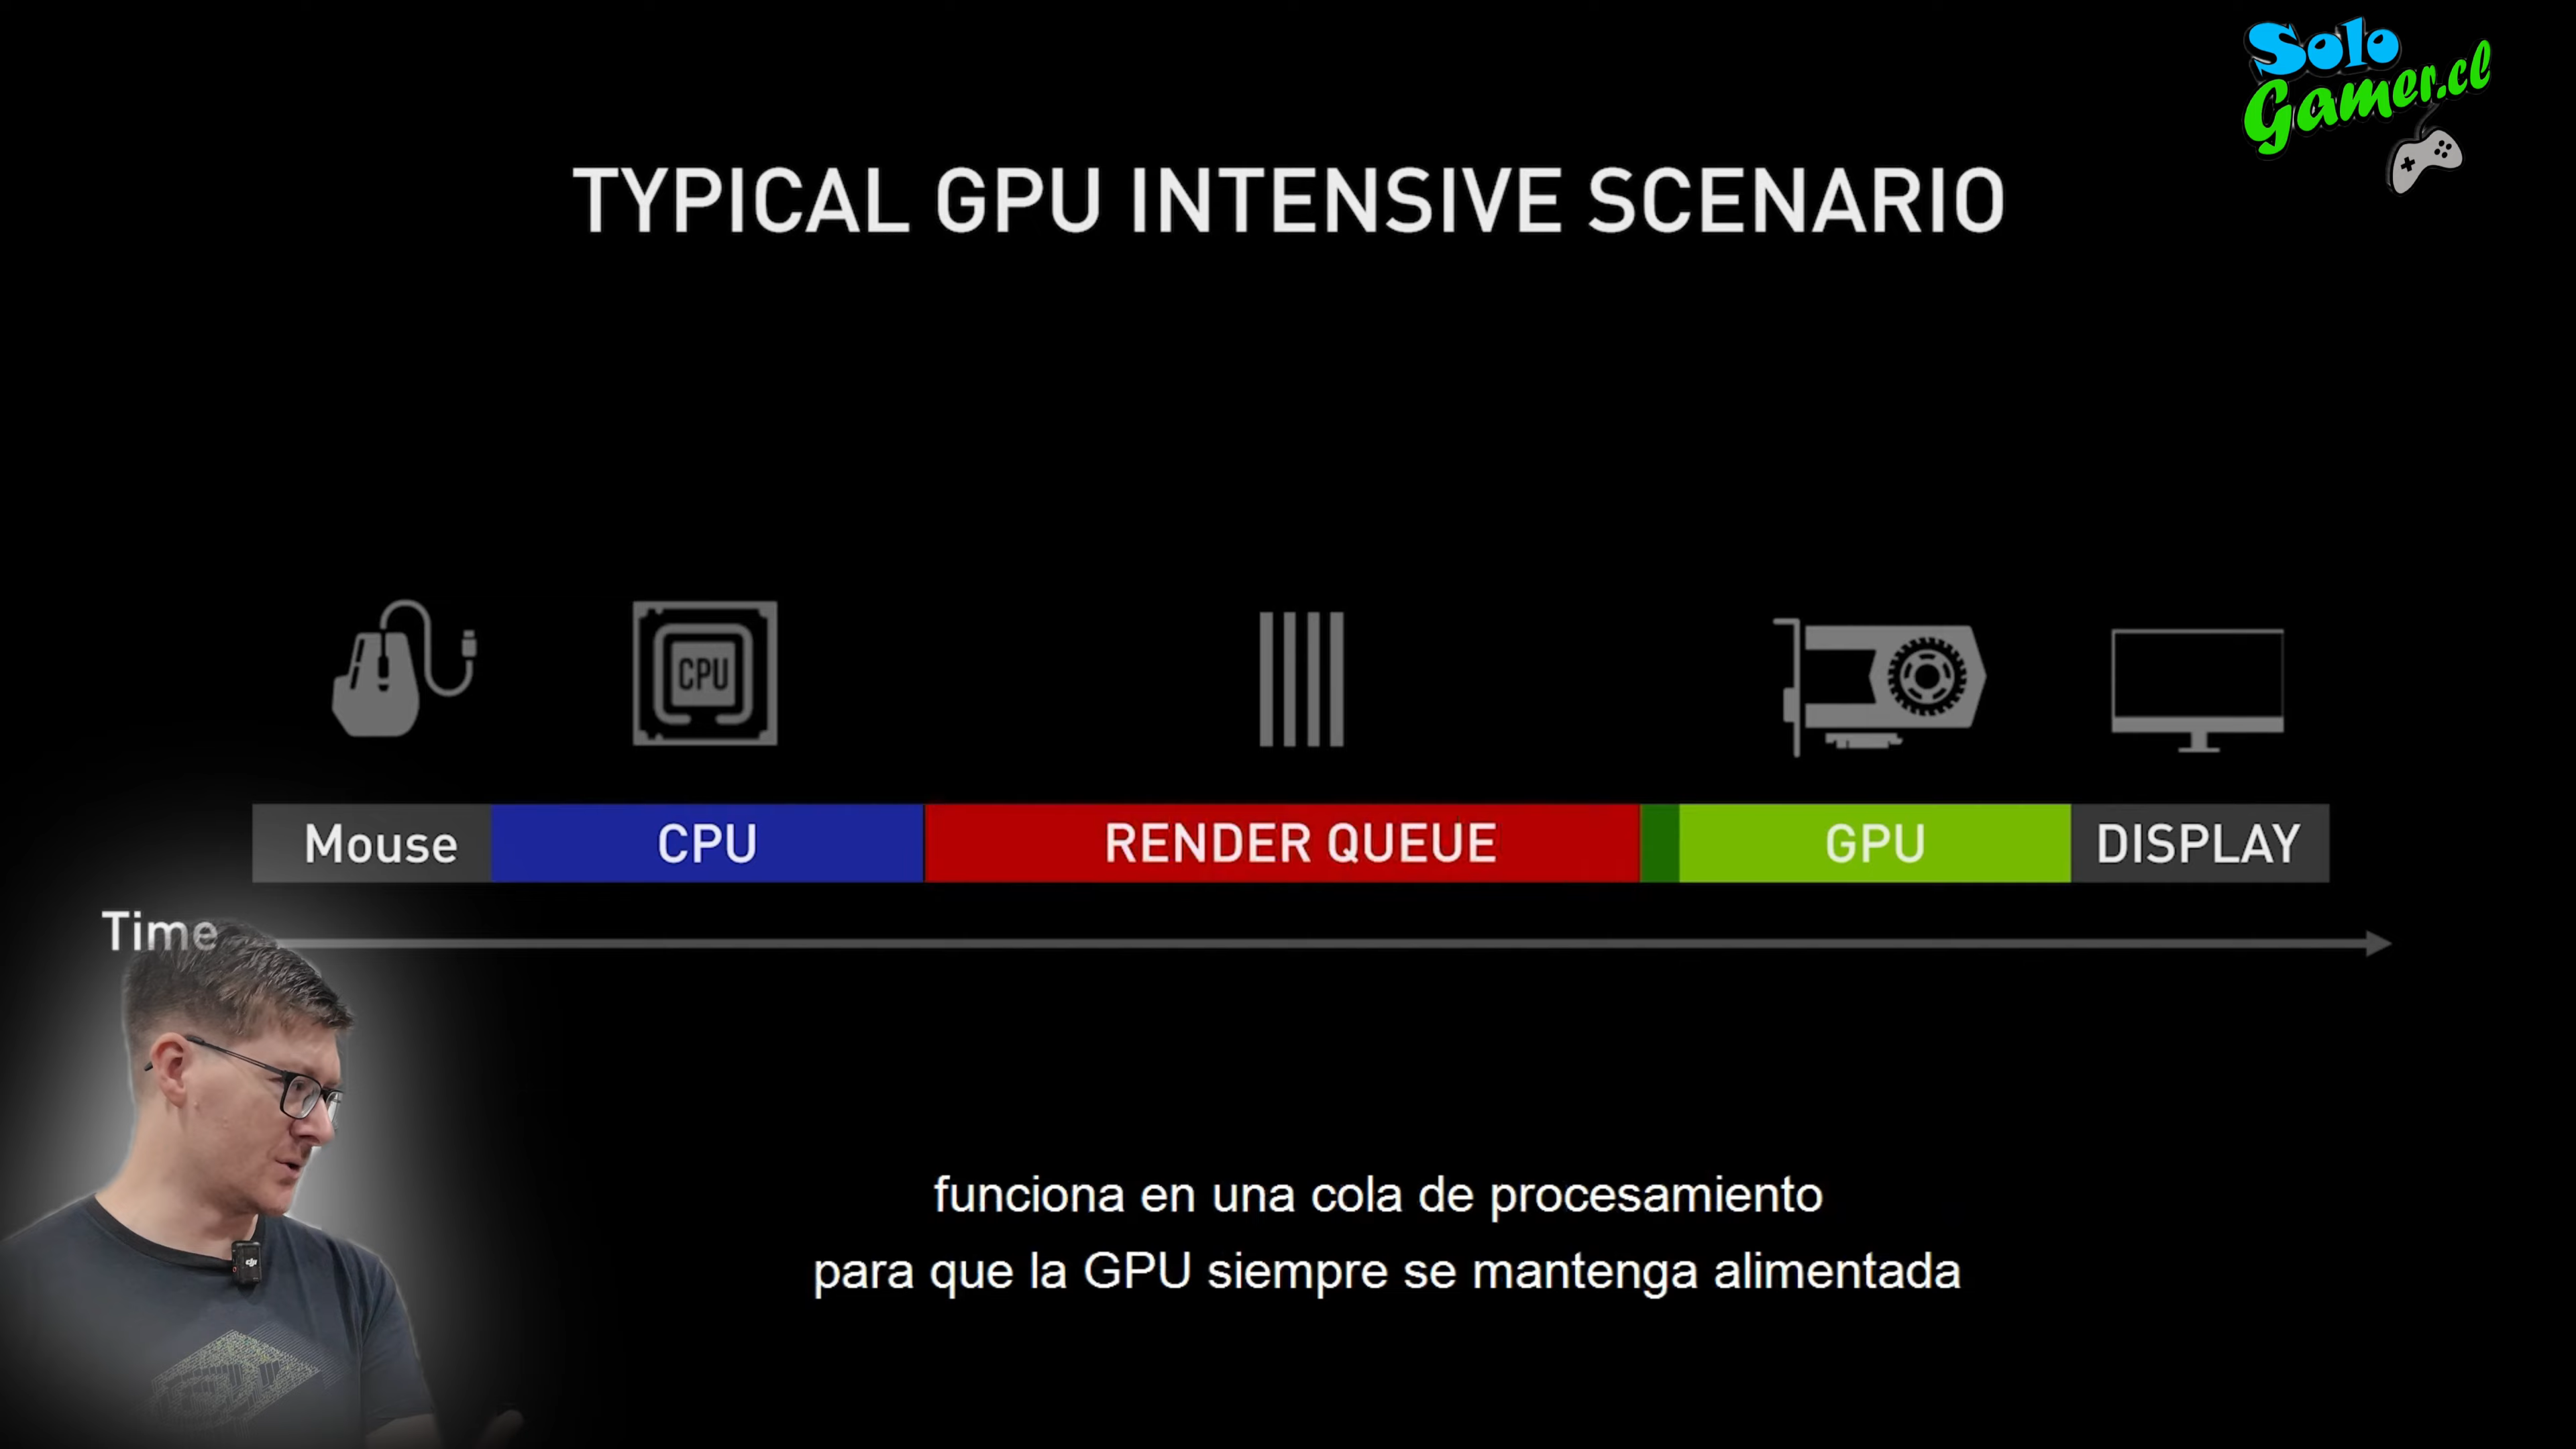 Solo
Gamer.cl
TYPICAL GPU INTENSIVE SCENARIO
CPU
Mouse
CPU
RENDER QUEUE
GPU
DISPLAY
Time
funciona en una cola de procesamiento
para que la GPU siempre se mantenga alimentada